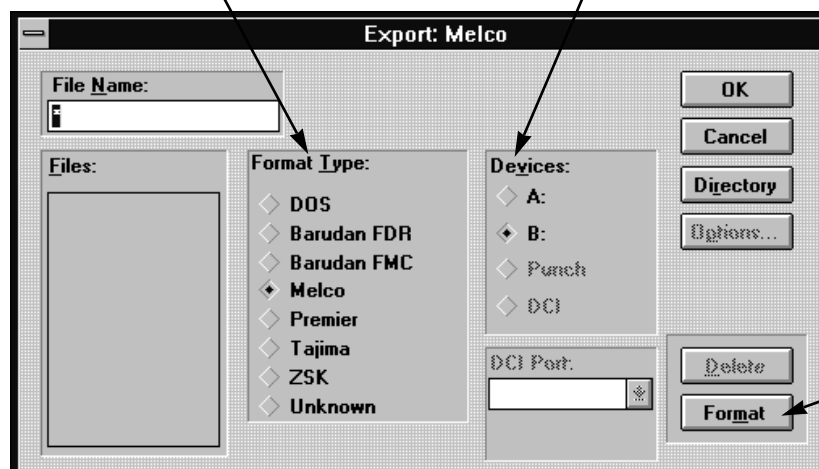 Export: Melco
File Name:
*
OK
Cancel
Directory
Options...
Files:
Format Type:
DOS
Barudan FDR
Barudan FMC
Melco
Premier
Tajima
ZSK
Unknown
Devices:
A:
B:
Punch
DCI
DCI Port:
Delete
Format